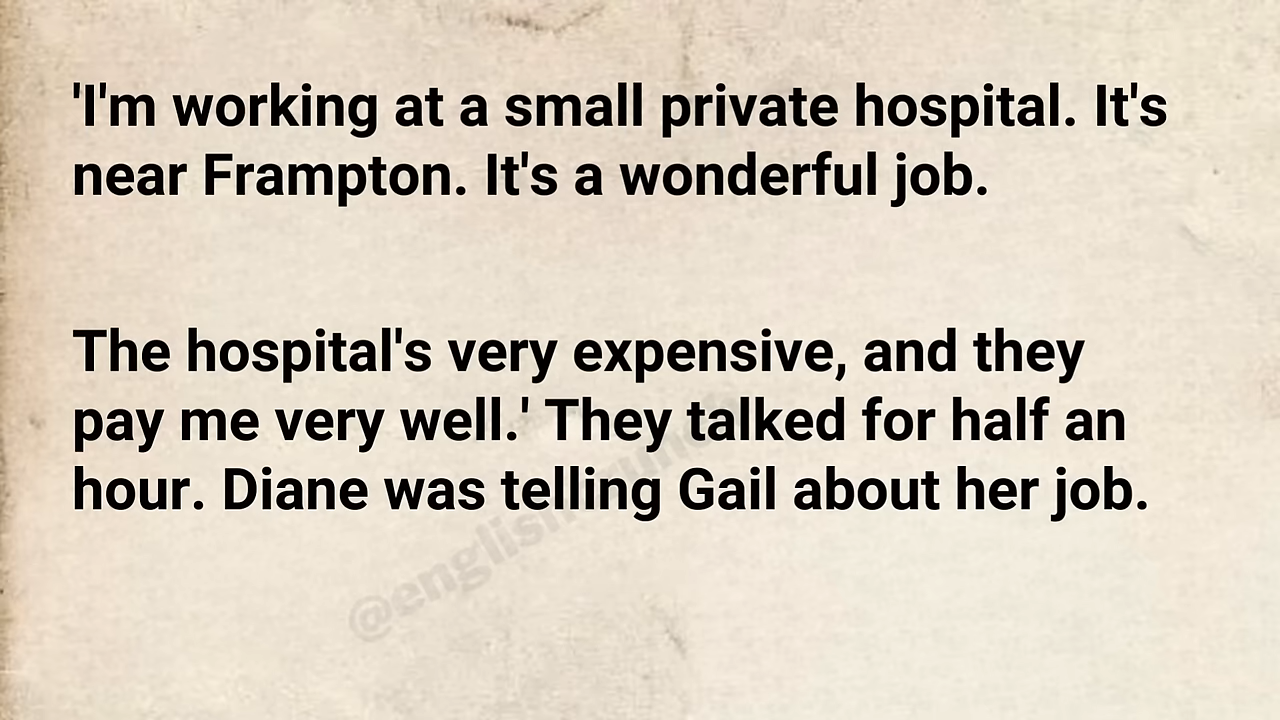 'I'm working at a small private hospital. It's
near Frampton. It's a wonderful job.
The hospital's very expensive, and they
pay me very well.' They talked for half an
hour. Diane was telling Gail about her job.